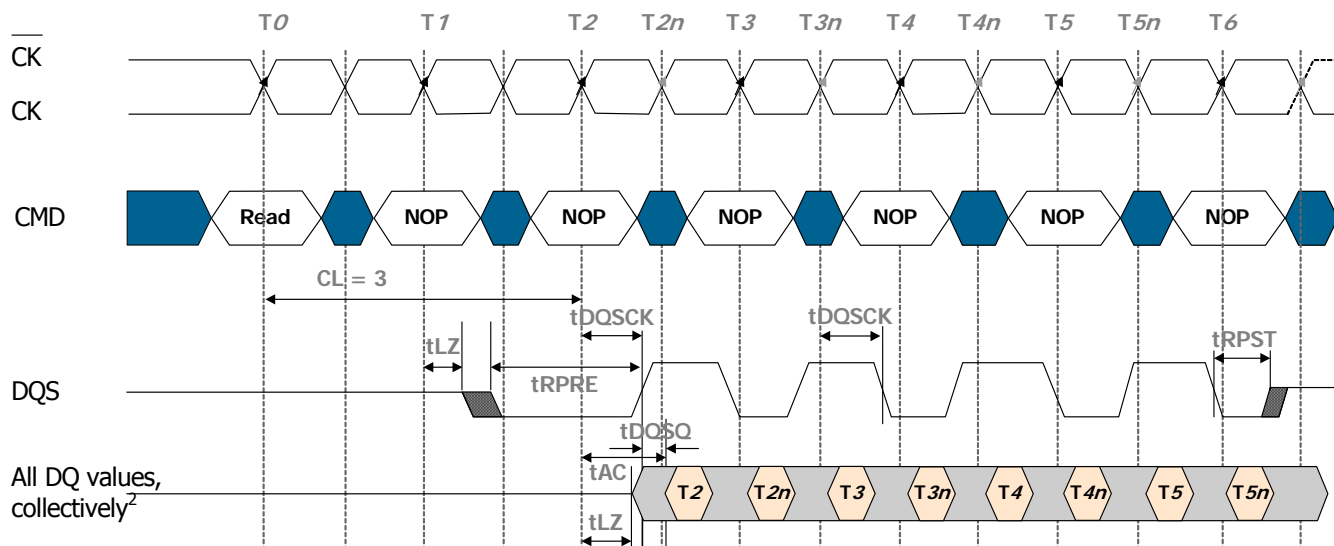 T0 T1 T2 T2n T3 T3n T4 T4n T5 T5n T6
CK
CK
CMD
Read NOP NOP NOP NOP NOP NOP
CL = 3
tDQSCK tDQSCK
tLZ tRPST
DQS
tRPRE
tDQSQ
tAC
All DQ values,
collectively2
T2 T2n T3 T3n T4 T4n T5 T5n
tLZ